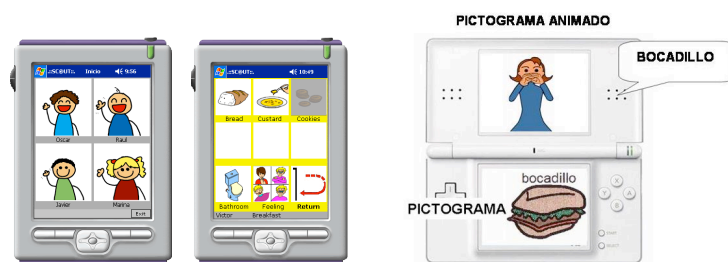 .:SC@UT:. Inicio 9:56
Oscar Raul
Javier Marina
Exit
.:SC@UT:. 10:49
Bread Custard Cookies
Bathroom Feeling Return
Victor Breakfast
PICTOGRAMA ANIMADO
BOCADILLO
bocadillo
PICTOGRAMA
X
Y A
B